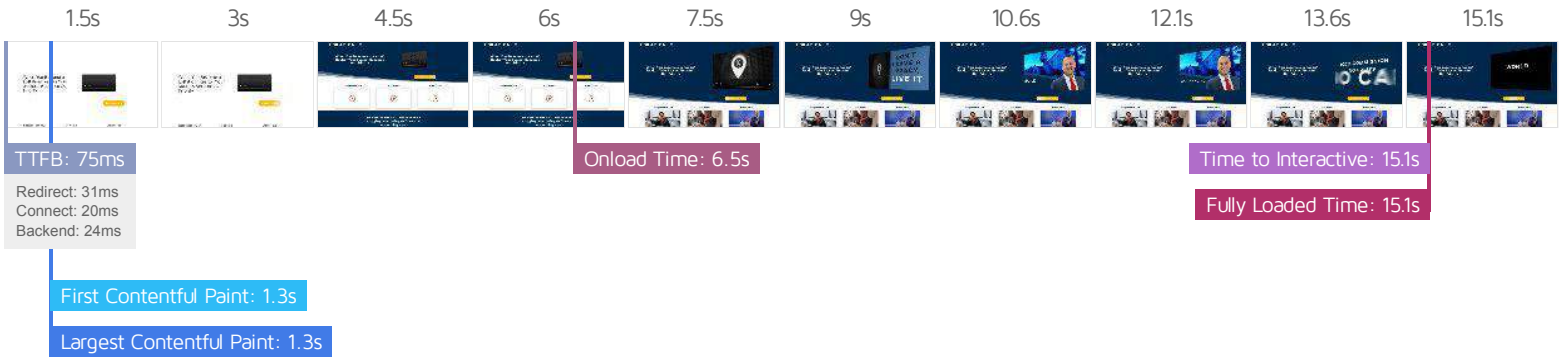 1.5s 3s 4.5s 6s 7.5s 9s 10.6s 12.1s 13.6s 15.1s
LIVE IT
TTFB: 75ms
Redirect: 31ms
Connect: 20ms
Backend: 24ms
Onload Time: 6.5s
Time to Interactive: 15.1s
Fully Loaded Time: 15.1s
First Contentful Paint: 1.3s
Largest Contentful Paint: 1.3s